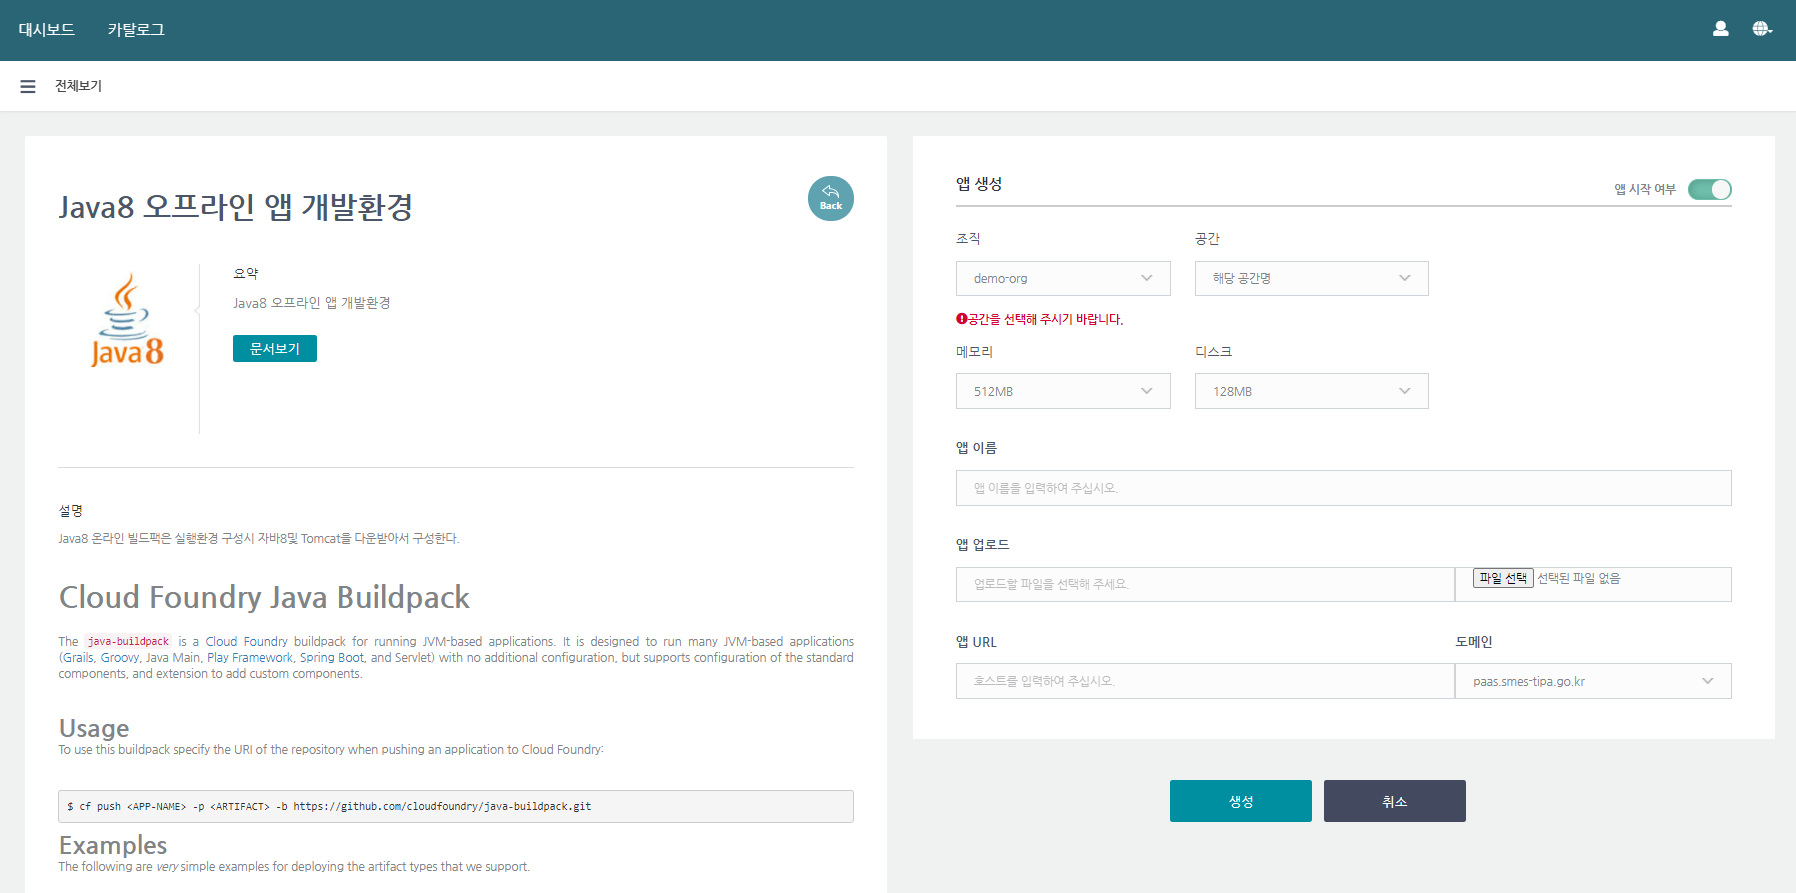 대시보드 카탈로그
전체보기
Java8 오프라인 앱 개발환경
Back
Java8
요약
Java8 오프라인 앱 개발환경
문서보기
설명
Java8 온라인 빌드팩은 실행환경 구성시 자바8및 Tomcat을 다운받아서 구성한다.
Cloud Foundry Java Buildpack
The java-buildpack is a Cloud Foundry buildpack for running JVM-based applications. It is designed to run many JVM-based applications
(Grails, Groovy, Java Main, Play Framework, Spring Boot, and Servlet) with no additional configuration, but supports configuration of the standard
components, and extension to add custom components.
Usage
To use this buildpack specify the URI of the repository when pushing an application to Cloud Foundry:
$ cf push <APP-NAME> -p <ARTIFACT> -b https://github.com/cloudfoundry/java-buildpack.git
Examples
The following are very simple examples for deploying the artifact types that we support.
앱 생성
앱 시작 여부
조직 공간
demo-org 해당 공간명
공간을 선택해 주시기 바랍니다.
메모리 디스크
512MB 128MB
앱 이름
앱 이름을 입력하여 주십시오.
앱 업로드
업로드할 파일을 선택해 주세요. 파일 선택 선택된 파일 없음
앱 URL 도메인
호스트를 입력하여 주십시오. paas.smes-tipa.go.kr
생성 취소